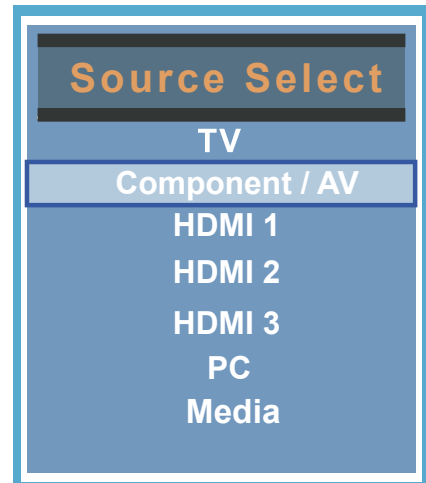 Source Select
TV
Component / AV
HDMI 1
HDMI 2
HDMI 3
PC
Media